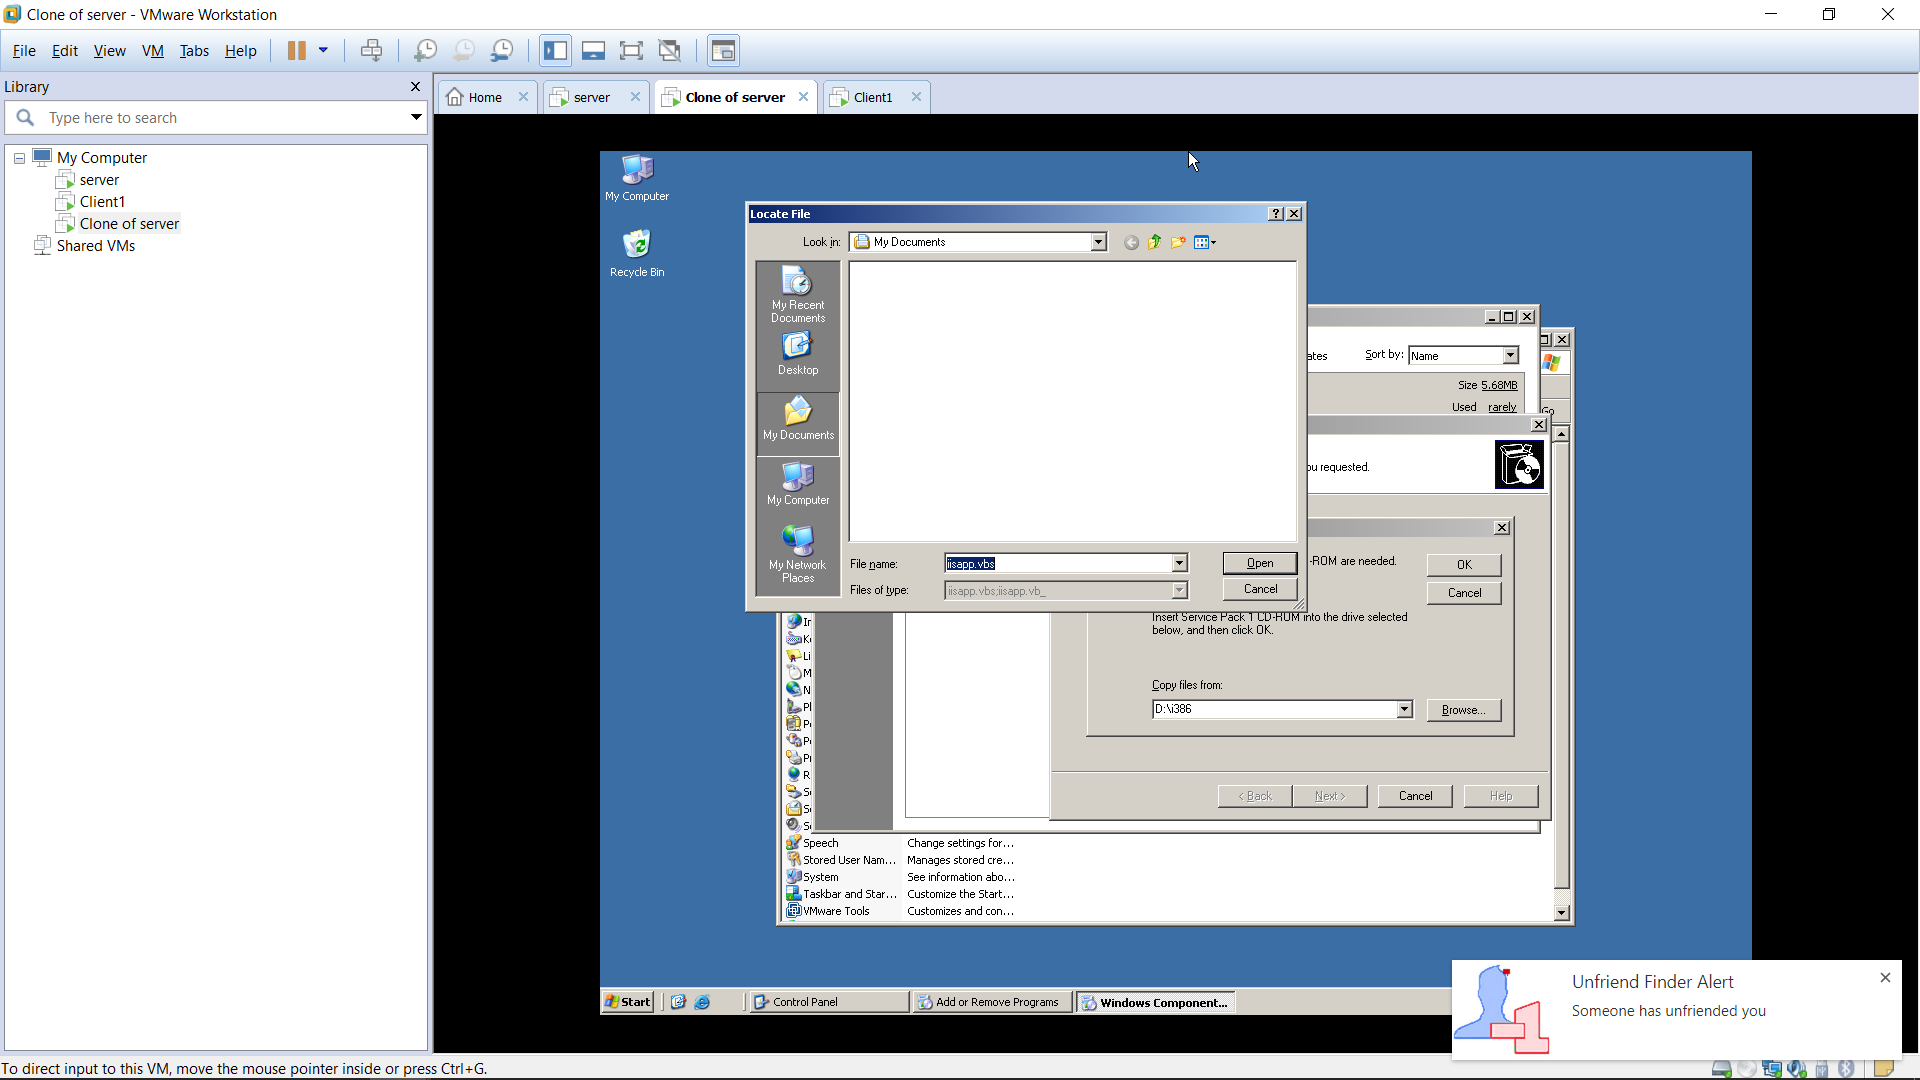 Clone of server - VMware Workstation
File Edit View VM Tabs Help
Library
Type here to search
My Computer
server
Client1
Clone of server
Shared VMs
Home
server
Clone of server
Client1
My Computer
Recycle Bin
Locate File
Look in: My Documents
My Recent
Documents
Desktop
My Documents
My Computer
My Network
Places
File name: iisapp.vbs Open
Files of type: iisapp.vbs;iisapp.vb_ Cancel
Sort by: Name
Size 5.68MB
Used rarely
Go
requested.
-ROM are needed.
OK
Cancel
Insert Service Pack 1 CD-ROM into the drive selected
below, and then click OK.
Copy files from:
D:\i386 Browse...
< Back Next > Cancel Help
Speech Change settings for...
Stored User Nam... Manages stored cre...
System See information abo...
Taskbar and Star... Customize the Start...
VMware Tools Customizes and con...
Start Control Panel Add or Remove Programs Windows Component...
Unfriend Finder Alert
Someone has unfriended you
To direct input to this VM, move the mouse pointer inside or press Ctrl+G.